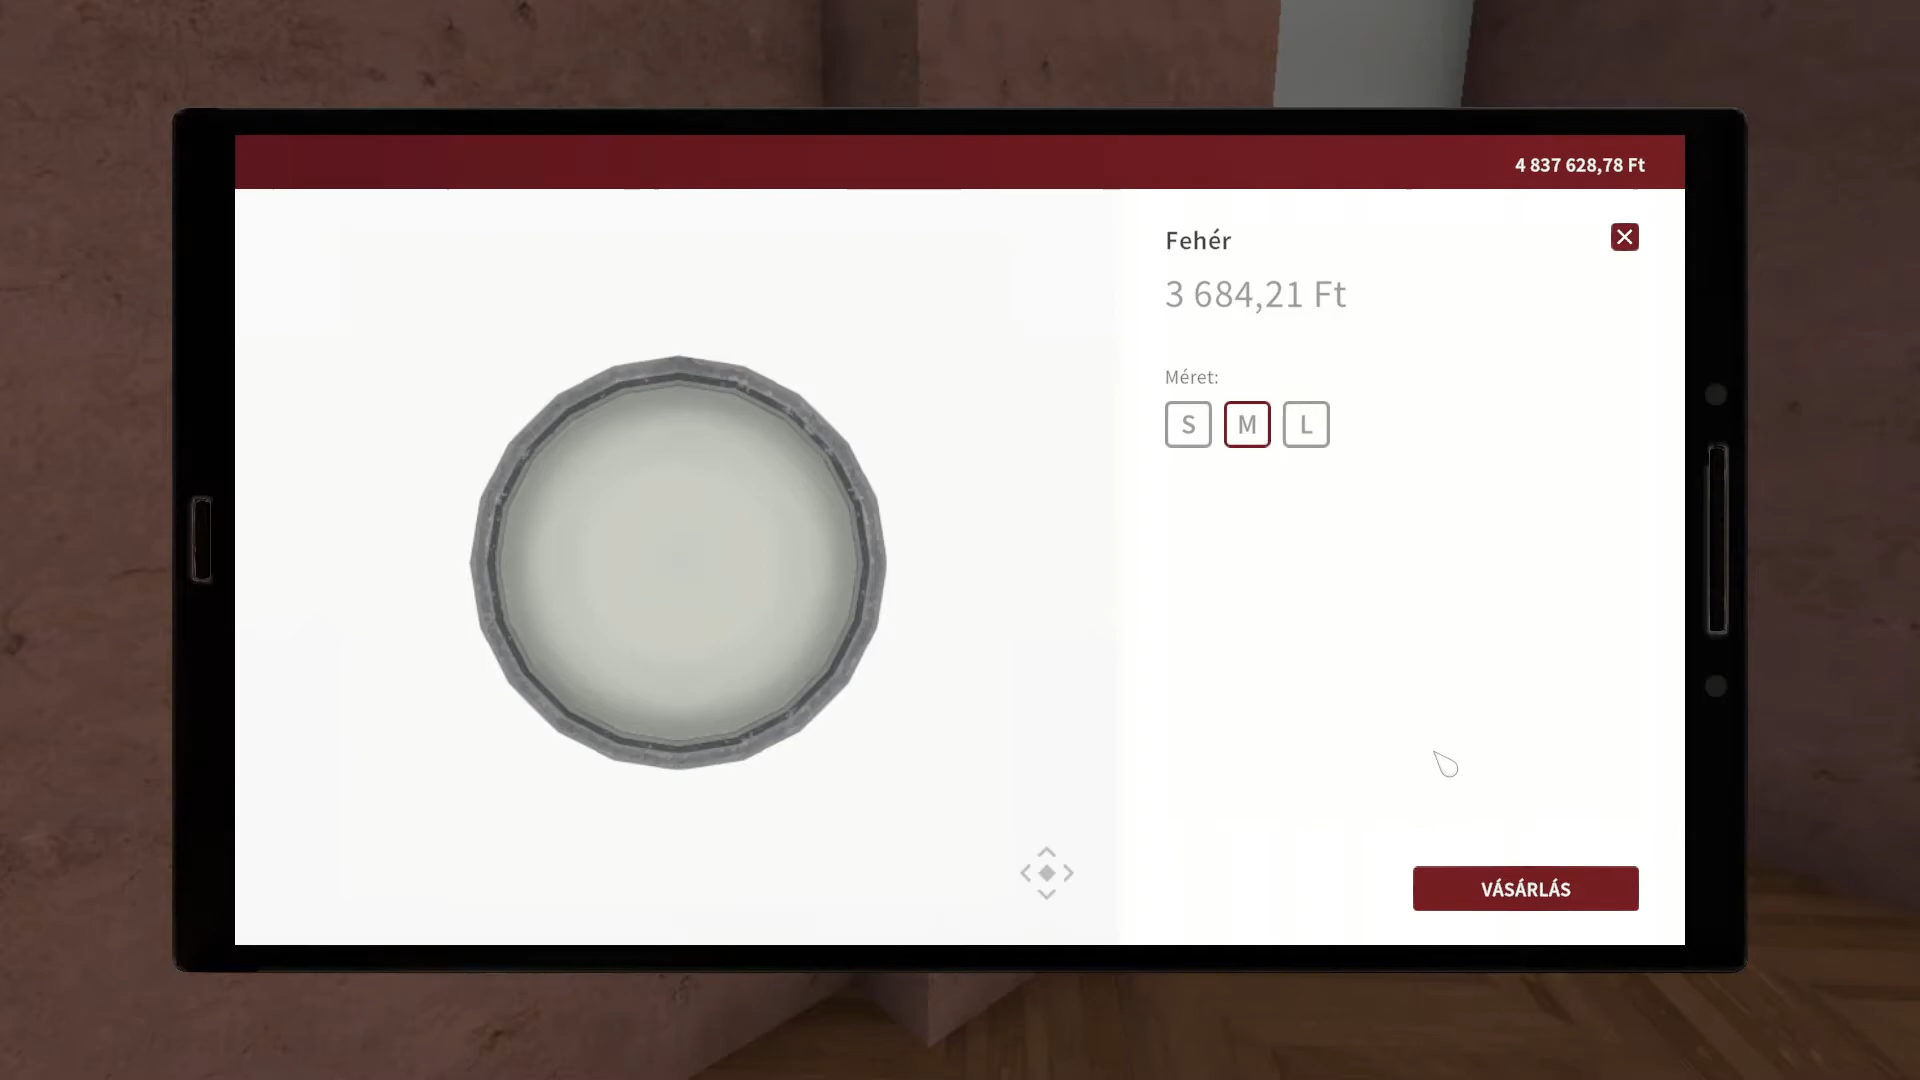 4 837 628,78 Ft
Fehér
3 684,21 Ft
Méret:
S M L
VÁSÁRLÁS